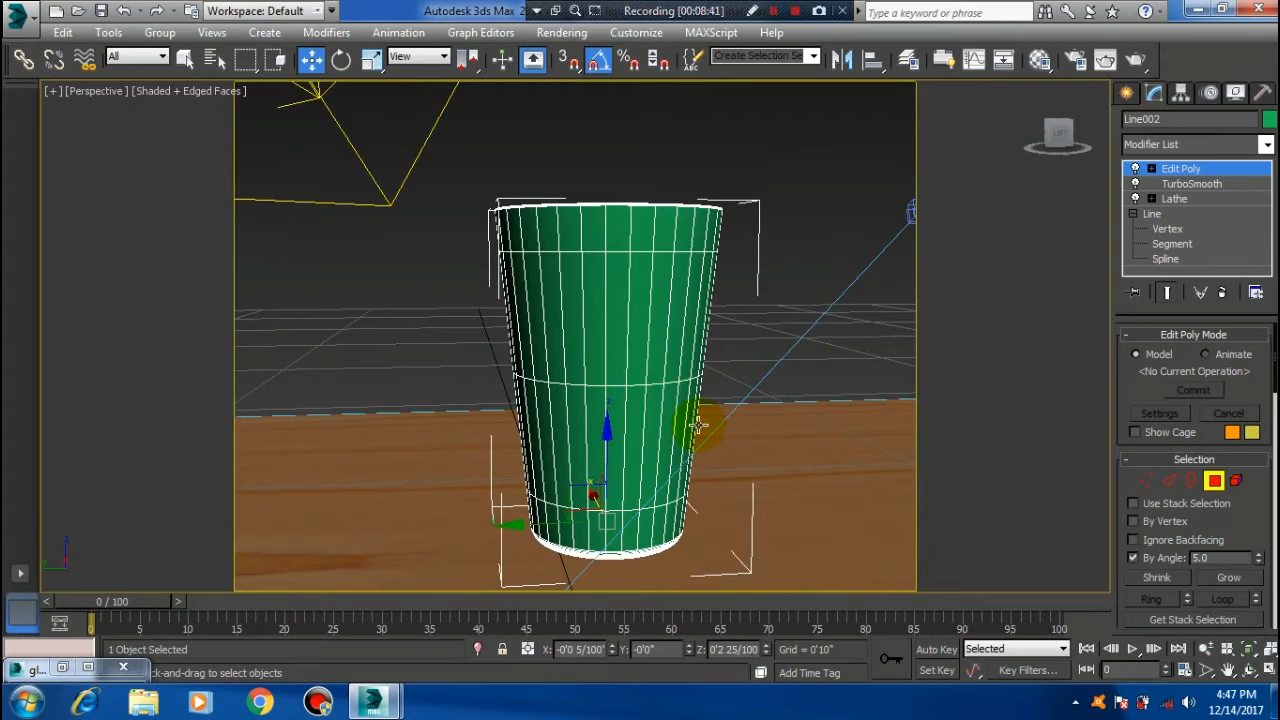 Workspace: Default
Autodesk 3ds Max 2
Recording [00:08:41]
Type a keyword or phrase
Edit Tools Group Views Create Modifiers Animation Graph Editors Rendering Customize MAXScript Help
All
View
3
Create Selection Se
[+] [Perspective] [Shaded + Edged Faces]
Line002
Modifier List
Edit Poly
TurboSmooth
Lathe
Line
Vertex
Segment
Spline
Edit Poly Mode
Model Animate
<No Current Operation>
Commit
Settings Cancel
Show Cage
Selection
Use Stack Selection
By Vertex
Ignore Backfacing
By Angle: 5.0
Shrink Grow
Ring Loop
Get Stack Selection
0 / 100
0 5 10 15 20 25 30 35 40 45 50 55 60 65 70 75 80 85 90 95 100
1 Object Selected
X: -0'0 5/100" Y: -0'0" Z: 0'2 25/100
Grid = 0'10"
Auto Key
Selected
gl...
ck-and-drag to select objects
Add Time Tag
Set Key
Key Filters...
0
4:47 PM
12/14/2017